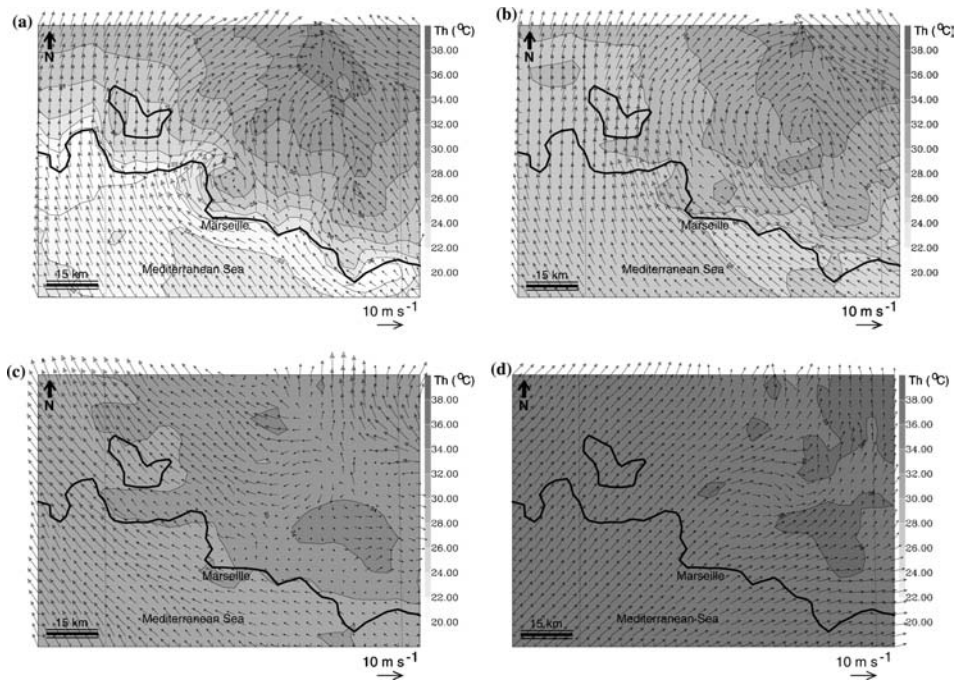 (a)
Th (⁰C)
N
38.00
36.00
34.00
32.00
30.00
28.00
26.00
24.00
22.00
20.00
Marseille
Mediterranean Sea
15 km
10 m s⁻¹
(b)
Th (⁰C)
N
38.00
36.00
34.00
32.00
30.00
28.00
26.00
24.00
22.00
20.00
Marseille
Mediterranean Sea
15 km
10 m s⁻¹
(c)
Th (⁰C)
N
38.00
36.00
34.00
32.00
30.00
28.00
26.00
24.00
22.00
20.00
Marseille
Mediterranean Sea
15 km
10 m s⁻¹
(d)
Th (⁰C)
N
38.00
36.00
34.00
32.00
30.00
28.00
26.00
24.00
22.00
20.00
Marseille
Mediterranean Sea
15 km
10 m s⁻¹